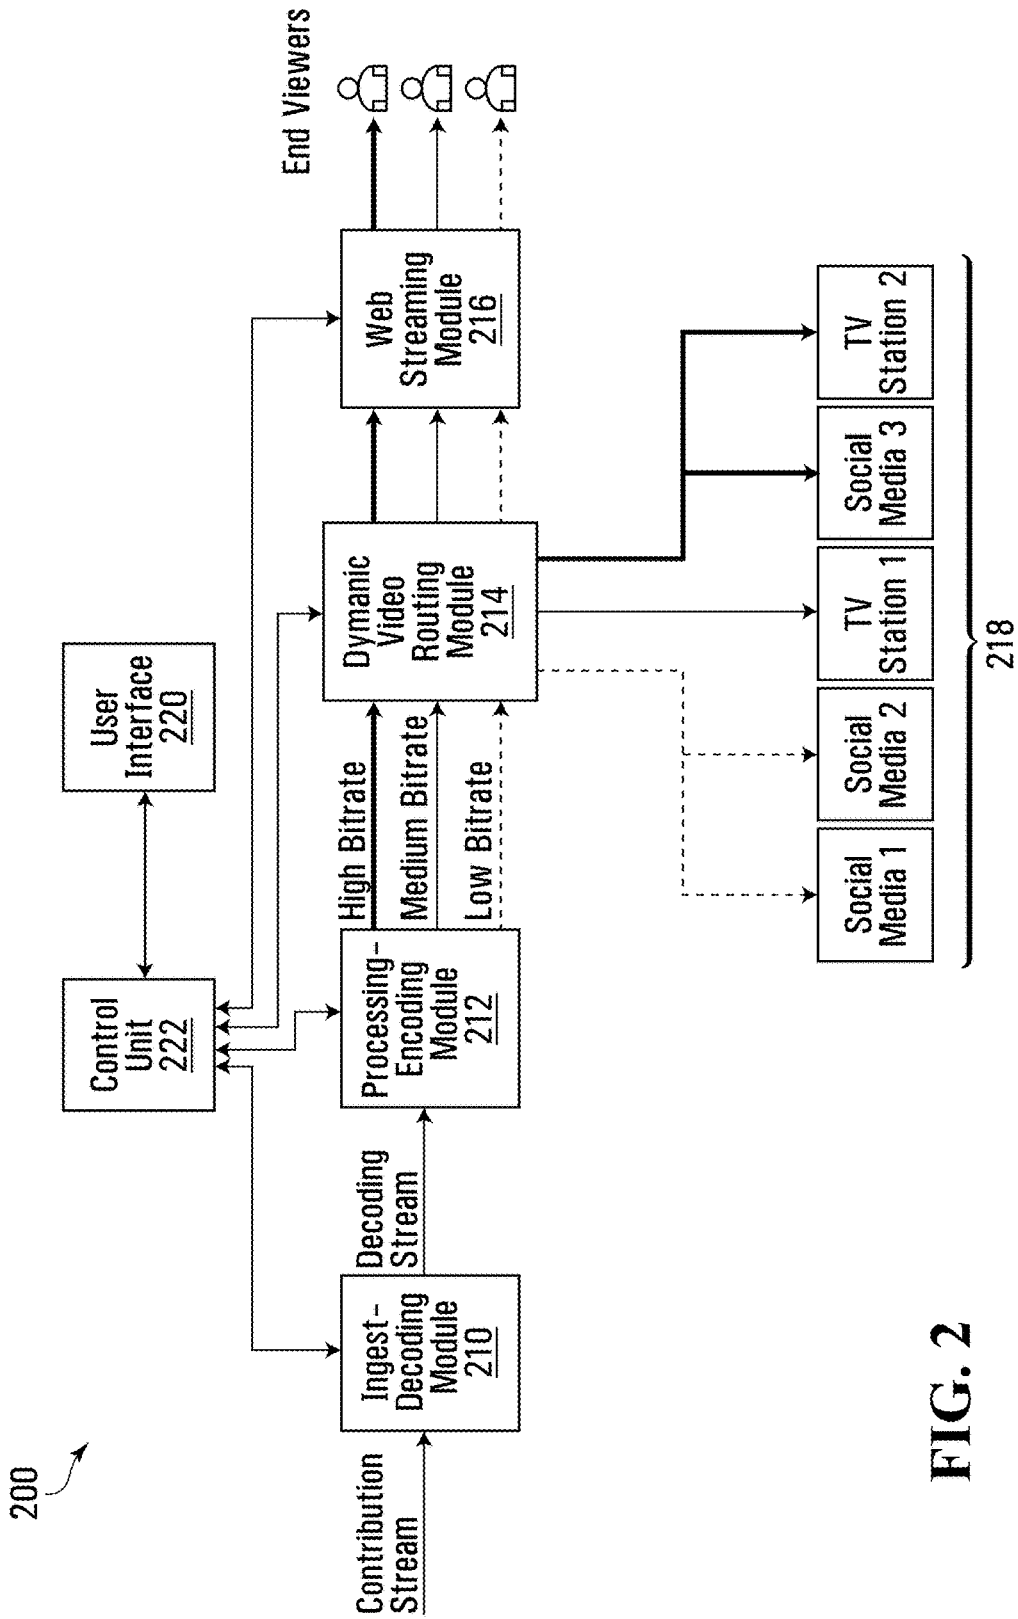 200
Control
Unit
222
User
Interface
220
End Viewers
Contribution
Stream
Ingest-
Decoding
Module
210
Decoding
Stream
Processing-
Encoding
Module
212
High Bitrate
Medium Bitrate
Low Bitrate
Dymanic
Video
Routing
Module
214
Web
Streaming
Module
216
Social
Media 1
Social
Media 2
TV
Station 1
Social
Media 3
TV
Station 2
218
FIG. 2